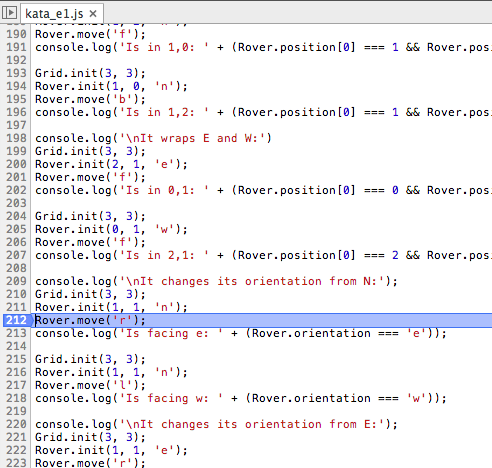 kata_e1.js ×
190 Rover.move('f');
191 console.log('Is in 1,0: ' + (Rover.position[0] === 1 && Rover.pos
192
193 Grid.init(3, 3);
194 Rover.init(1, 0, 'n');
195 Rover.move('b');
196 console.log('Is in 1,2: ' + (Rover.position[0] === 1 && Rover.pos
197
198 console.log('\nIt wraps E and W:')
199 Grid.init(3, 3);
200 Rover.init(2, 1, 'e');
201 Rover.move('f');
202 console.log('Is in 0,1: ' + (Rover.position[0] === 0 && Rover.pos
203
204 Grid.init(3, 3);
205 Rover.init(0, 1, 'w');
206 Rover.move('f');
207 console.log('Is in 2,1: ' + (Rover.position[0] === 2 && Rover.pos
208
209 console.log('\nIt changes its orientation from N:');
210 Grid.init(3, 3);
211 Rover.init(1, 1, 'n');
212 Rover.move('r');
213 console.log('Is facing e: ' + (Rover.orientation === 'e'));
214
215 Grid.init(3, 3);
216 Rover.init(1, 1, 'n');
217 Rover.move('l');
218 console.log('Is facing w: ' + (Rover.orientation === 'w'));
219
220 console.log('\nIt changes its orientation from E:');
221 Grid.init(3, 3);
222 Rover.init(1, 1, 'e');
223 Rover.move('r');